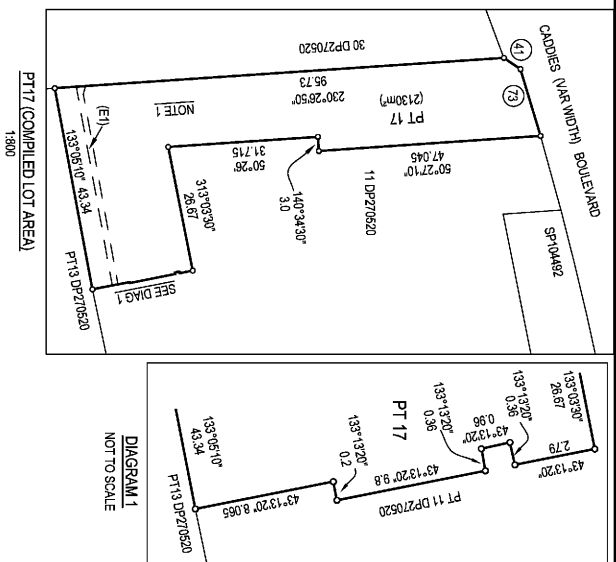 CADDIES (VAR WIDTH) BOULEVARD
41
73
30 DP270520
95.73
230°26'50"
PT 17
(2130m²)
NOTE 1
50°27'10"
47.045
11 DP270520
SP104492
140°34'30"
3.0
50°26'
31.715
313°03'30"
26.67
(E1)
133°05'10" 43.34
SEE DIAG 1
PT13 DP270520
PT17 (COMPILED LOT AREA)
1:800
133°03'30"
26.67
2.79
43°13'20"
133°13'20"
0.36
43°13'20"
0.96
133°13'20"
0.36
PT 17
43°13'20" 9.8
PT 11 DP270520
133°13'20"
0.2
43°13'20" 8.065
133°05'10"
43.34
PT13 DP270520
DIAGRAM 1
NOT TO SCALE